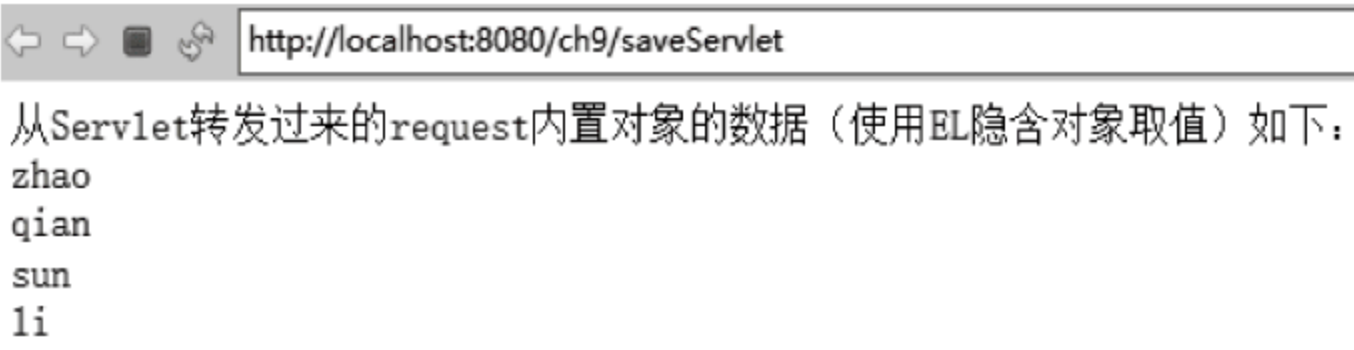 http://localhost:8080/ch9/saveServlet
从Servlet转发过来的request内置对象的数据（使用EL隐含对象取值）如下：
zhao
qian
sun
li